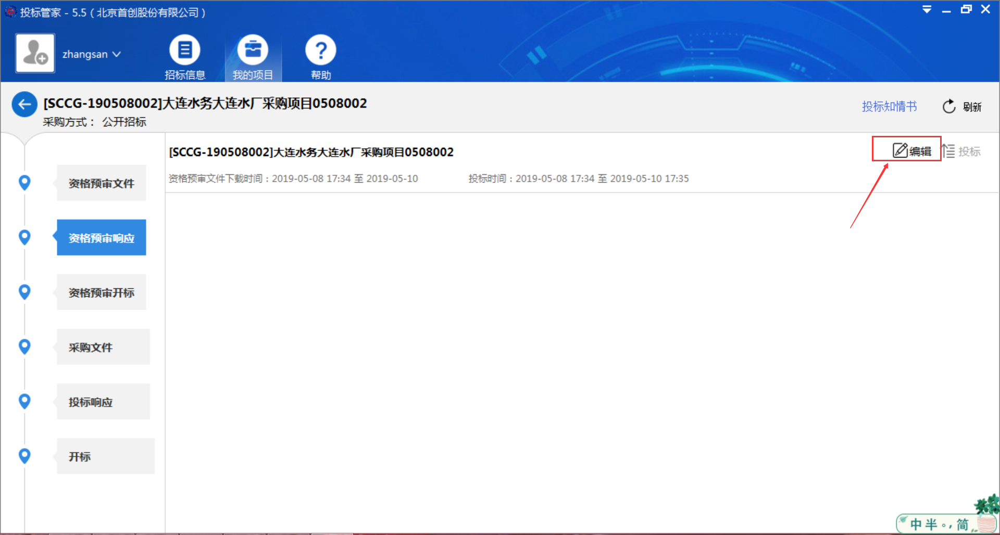 投标管家 - 5.5 ( 北京首创股份有限公司 )
zhangsan
招标信息
我的项目
帮助
[SCCG-190508002]大连水务大连水厂采购项目0508002
采购方式： 公开招标
投标知情书
刷新
资格预审文件
资格预审响应
资格预审开标
采购文件
投标响应
开标
[SCCG-190508002]大连水务大连水厂采购项目0508002
编辑
投标
资格预审文件下载时间：2019-05-08 17:34 至 2019-05-10
投标时间：2019-05-08 17:34 至 2019-05-10 17:35
中 半 。, 简